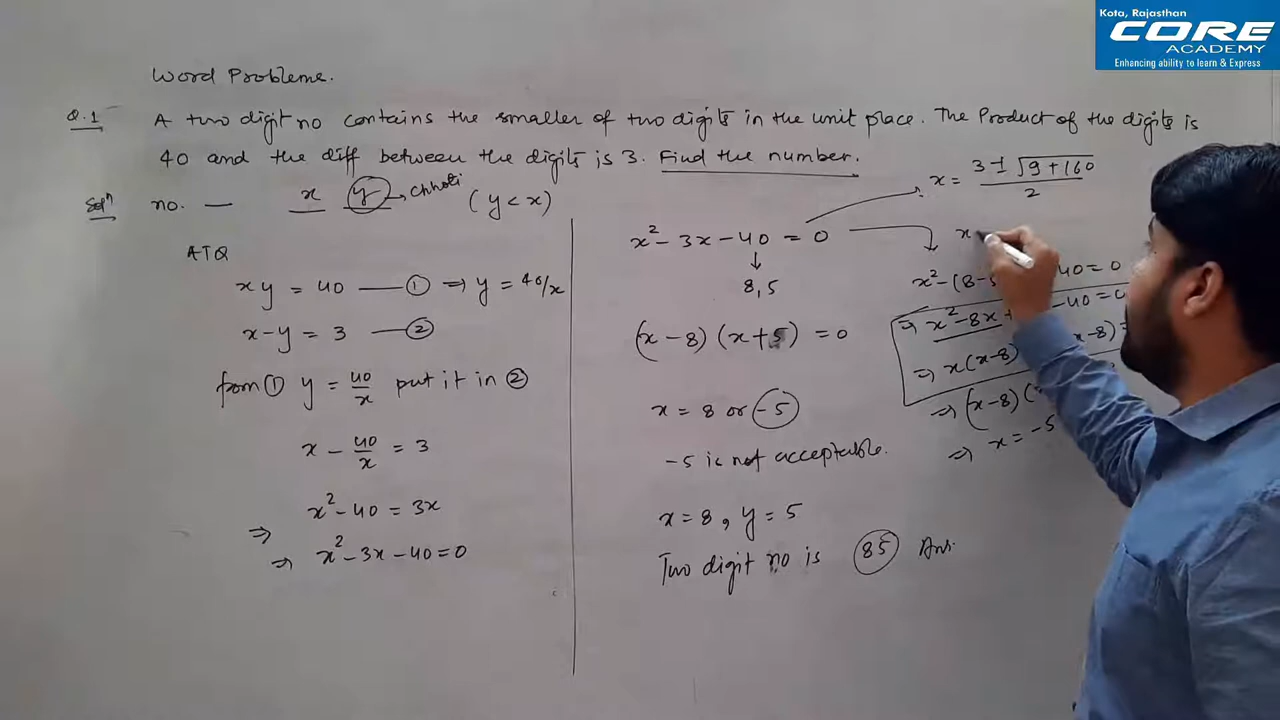 Kota, Rajasthan
CORE
ACADEMY
Enhancing ability to learn & Express
Word Probleme.
Q.1 A two digit no contains the smaller of two digits in the unit place. The Product of the digits is
40 and the diff between the digits is 3. Find the number.
Solⁿ no. — x y → Chhoti (y < x)
ATQ
xy = 40 — ① ⇒ y = 40/x
x-y = 3 — ②
from ① y = 40/x put it in ②
x - 40/x = 3
⇒ x² - 40 = 3x
⇒ x² - 3x - 40 = 0
x² - 3x - 40 = 0
↓
8, 5
(x - 8) (x + 5) = 0
x = 8 or -5
-5 is not acceptable.
x = 8, y = 5
Two digit no is 85 Ans.
x = 3 ± √9 + 160 / 2
x² - (8-5 40 = 0
⇒ x² - 8x + -40 = 0
⇒ x(x-8) x-8) =
⇒ (x-8) (
⇒ x = -5